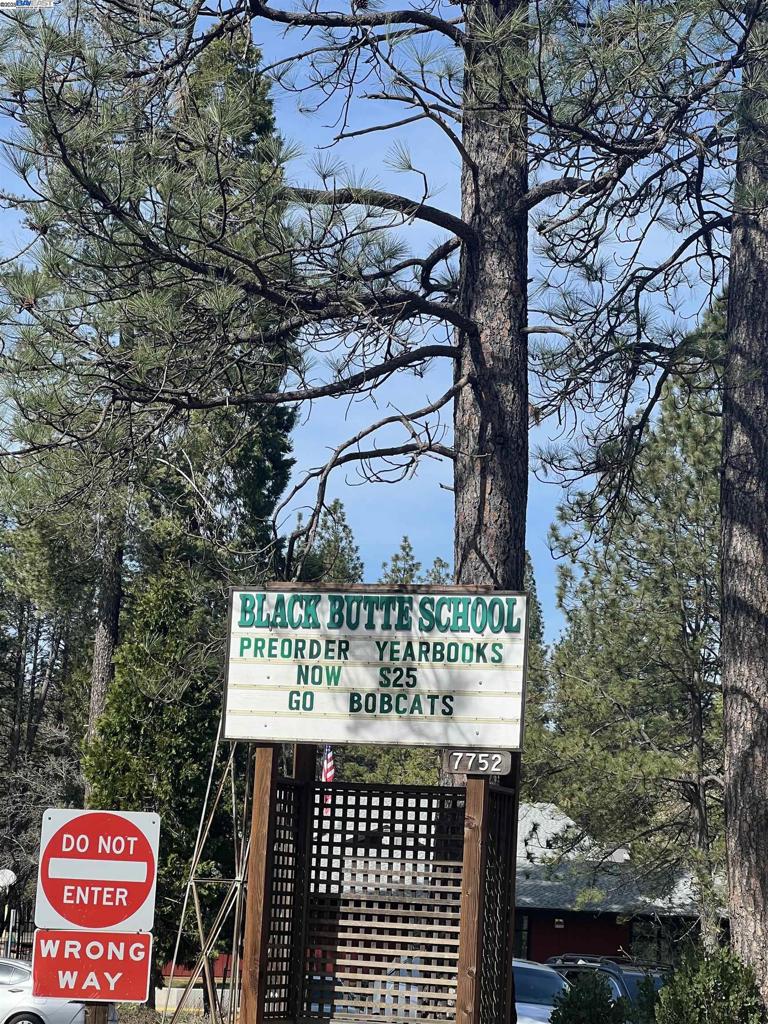 BLACK BUTTE SCHOOL
PREORDER YEARBOOKS
NOW $25
GO BOBCATS
7752
DO NOT
ENTER
WRONG
WAY